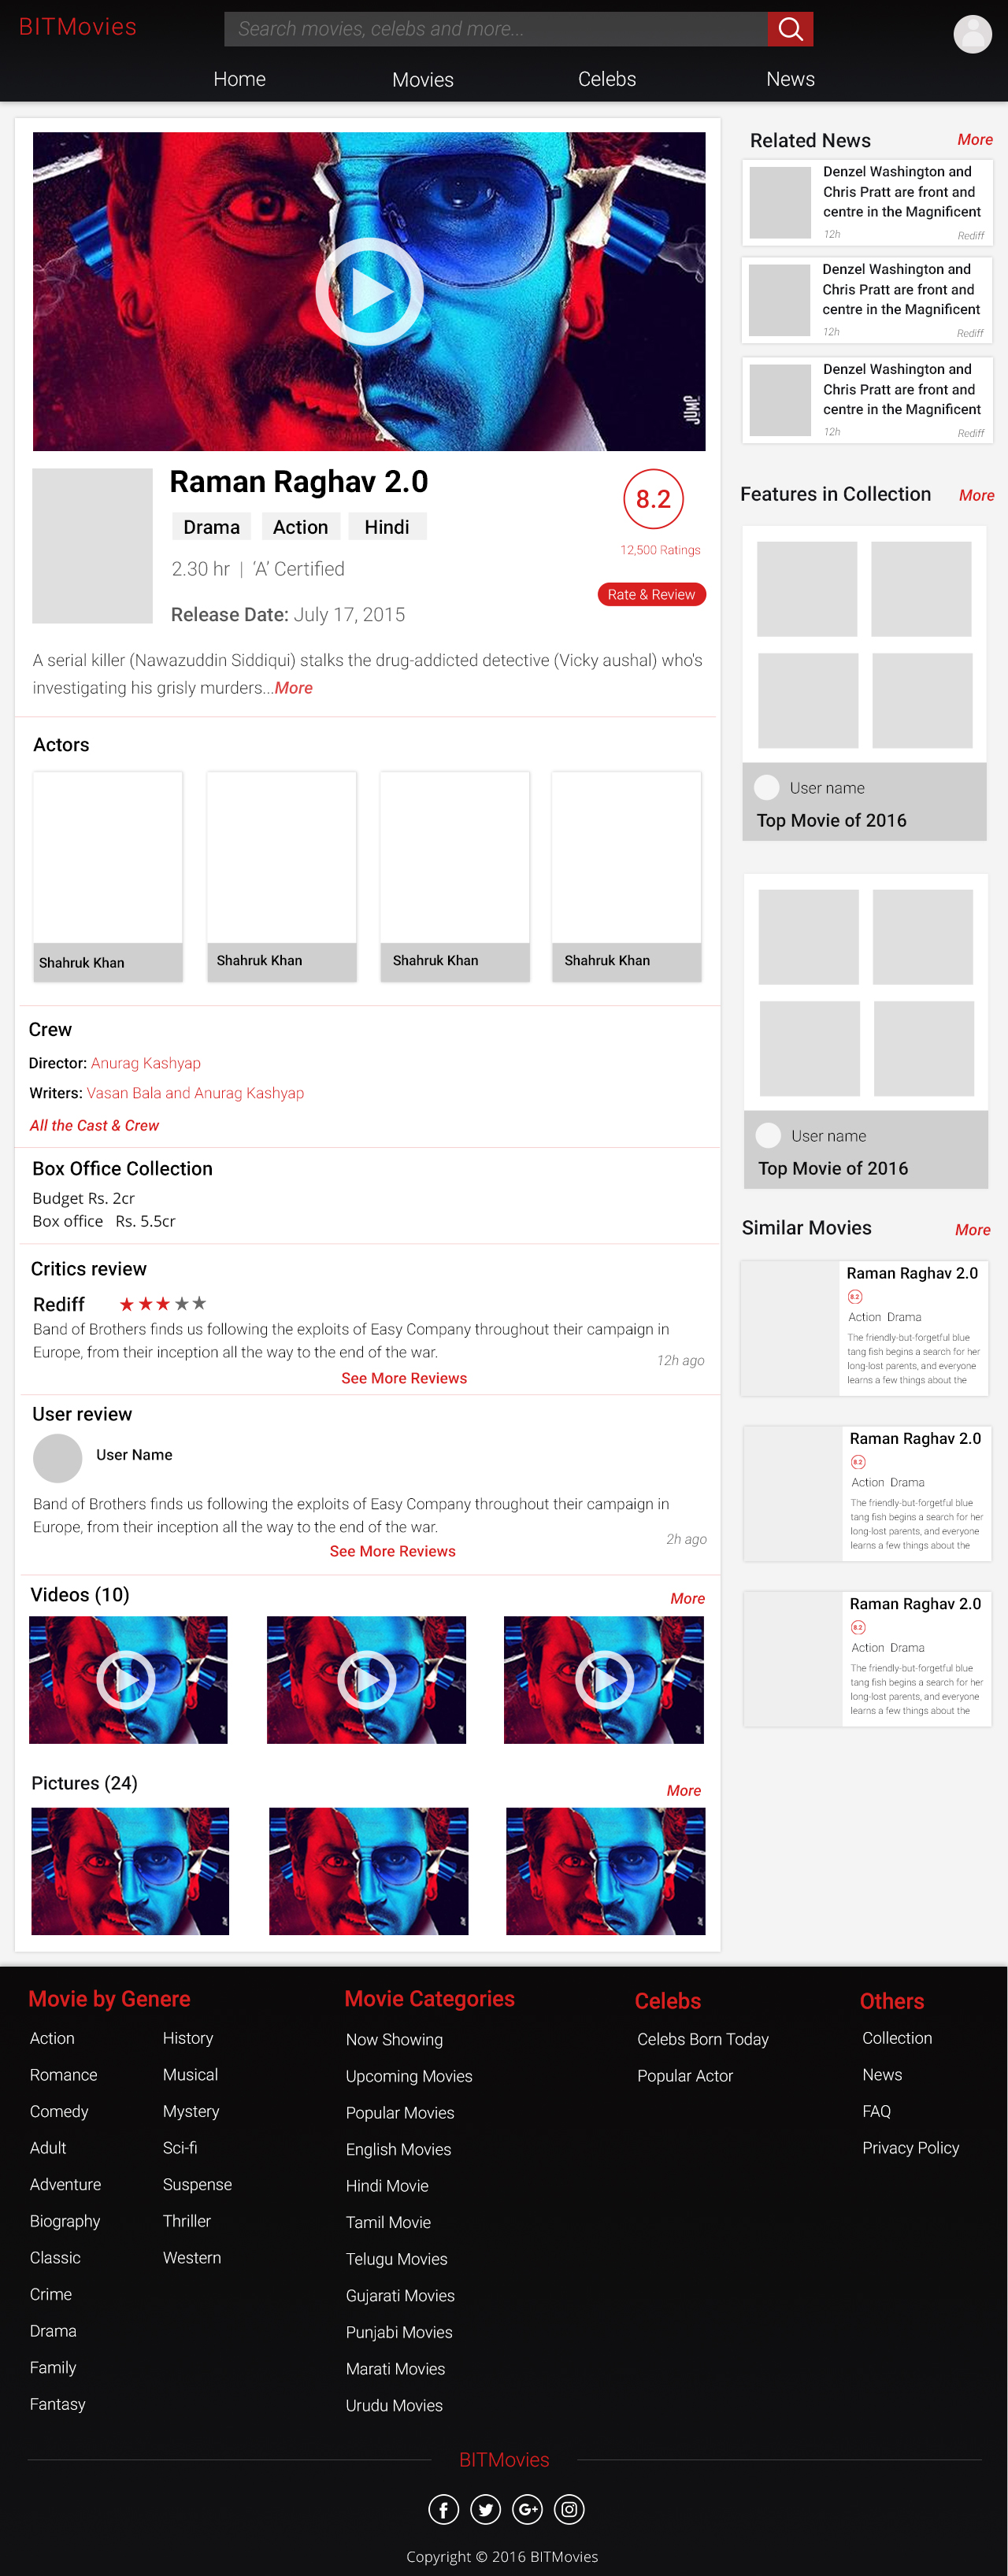 BITMovies
Search movies, celebs and more...
Home
Movies
Celebs
News
JUMP
Raman Raghav 2.0
Drama
Action
Hindi
2.30 hr | 'A' Certified
Release Date: July 17, 2015
8.2
12,500 Ratings
Rate & Review
A serial killer (Nawazuddin Siddiqui) stalks the drug-addicted detective (Vicky aushal) who's
investigating his grisly murders...More
Actors
Shahruk Khan
Shahruk Khan
Shahruk Khan
Shahruk Khan
Crew
Director: Anurag Kashyap
Writers: Vasan Bala and Anurag Kashyap
All the Cast & Crew
Box Office Collection
Budget Rs. 2cr
Box office Rs. 5.5cr
Critics review
Rediff
Band of Brothers finds us following the exploits of Easy Company throughout their campaign in
Europe, from their inception all the way to the end of the war.
12h ago
See More Reviews
User review
User Name
Band of Brothers finds us following the exploits of Easy Company throughout their campaign in
Europe, from their inception all the way to the end of the war.
2h ago
See More Reviews
Videos (10)
More
Pictures (24)
More
Related News
More
Denzel Washington and
Chris Pratt are front and
centre in the Magnificent
12h
Rediff
Denzel Washington and
Chris Pratt are front and
centre in the Magnificent
12h
Rediff
Denzel Washington and
Chris Pratt are front and
centre in the Magnificent
12h
Rediff
Features in Collection
More
User name
Top Movie of 2016
User name
Top Movie of 2016
Similar Movies
More
Raman Raghav 2.0
8.2
Action Drama
The friendly-but-forgetful blue
tang fish begins a search for her
long-lost parents, and everyone
learns a few things about the
Raman Raghav 2.0
8.2
Action Drama
The friendly-but-forgetful blue
tang fish begins a search for her
long-lost parents, and everyone
learns a few things about the
Raman Raghav 2.0
8.2
Action Drama
The friendly-but-forgetful blue
tang fish begins a search for her
long-lost parents, and everyone
learns a few things about the
Movie by Genere
Action
Romance
Comedy
Adult
Adventure
Biography
Classic
Crime
Drama
Family
Fantasy
History
Musical
Mystery
Sci-fi
Suspense
Thriller
Western
Movie Categories
Now Showing
Upcoming Movies
Popular Movies
English Movies
Hindi Movie
Tamil Movie
Telugu Movies
Gujarati Movies
Punjabi Movies
Marati Movies
Urudu Movies
Celebs
Celebs Born Today
Popular Actor
Others
Collection
News
FAQ
Privacy Policy
BITMovies
Copyright © 2016 BITMovies